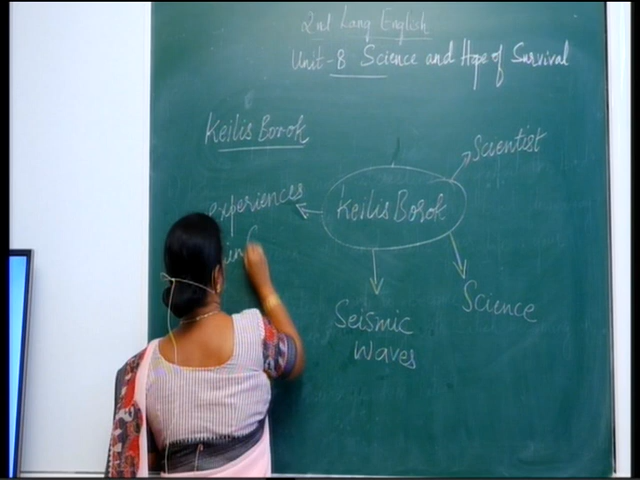 2nd Lang English
Unit-8 Science and Hope of Survival
Keilis Borok
Scientist
experiences
in
Keilis Borok
Science
Seismic
Waves